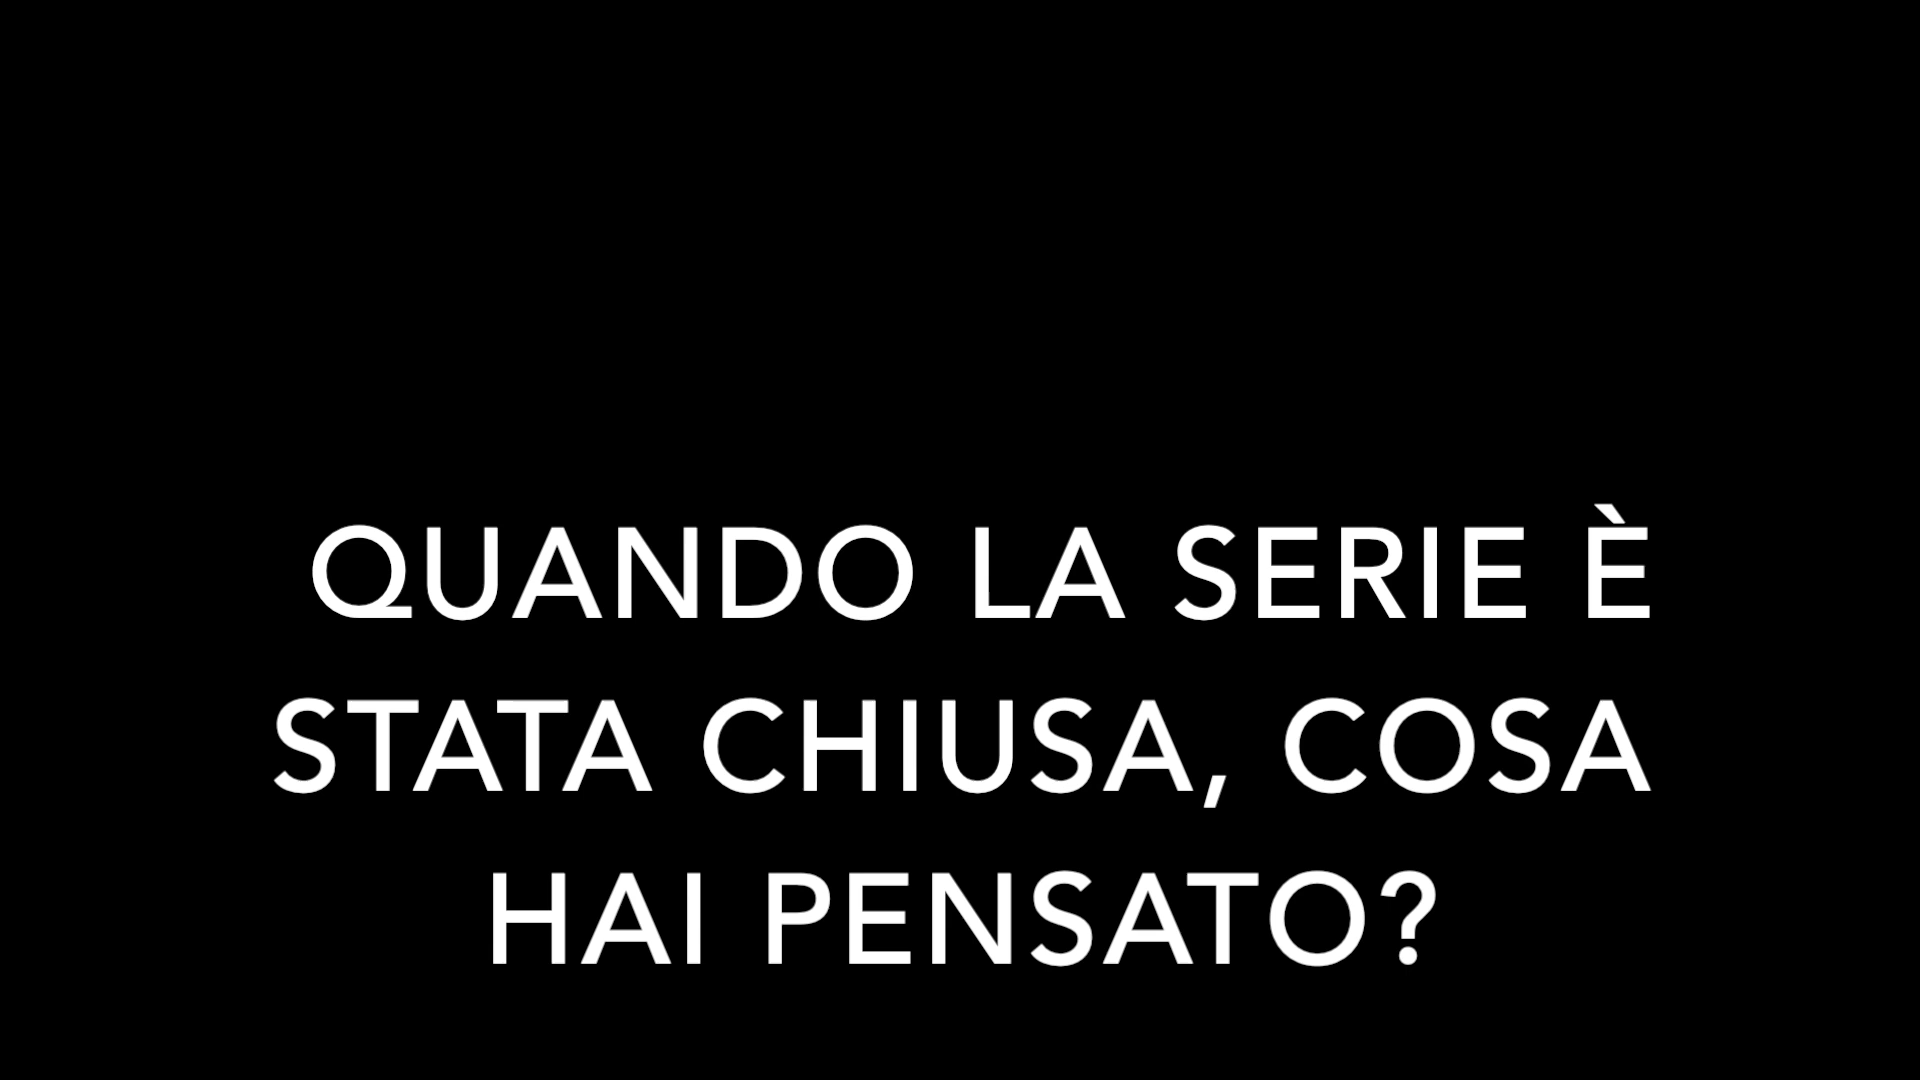 QUANDO LA SERIE È
STATA CHIUSA, COSA
HAI PENSATO?